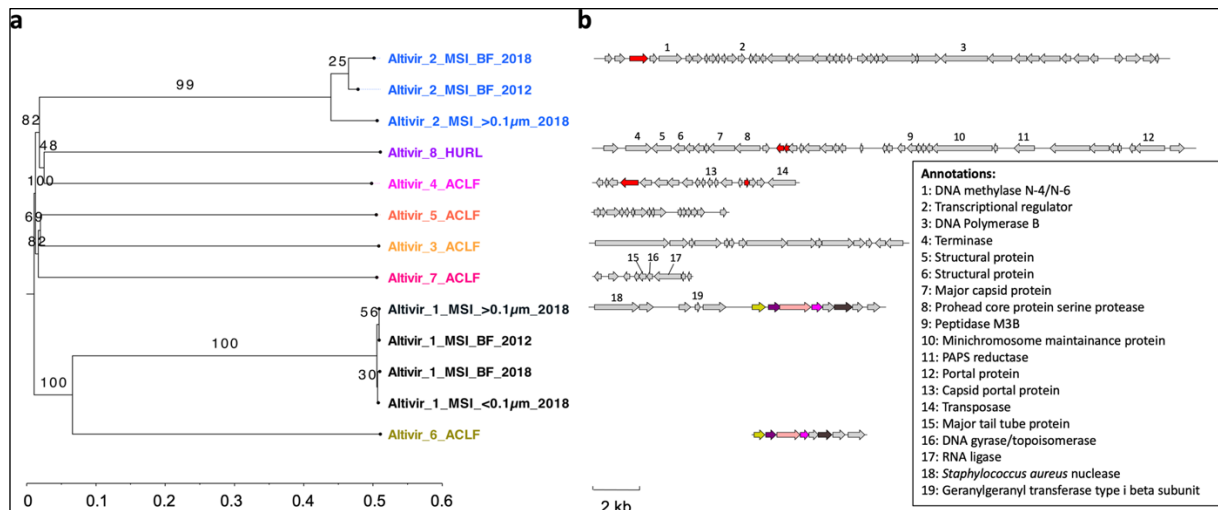 a
b
25
Altivir_2_MSI_BF_2018
1 2 3
99
Altivir_2_MSI_BF_2012
82
Altivir_2_MSI_>0.1µm_2018
48
Altivir_8_HURL
4 5 6 7 8 9 10 11 12
100
Altivir_4_ACLF
13 14
69
Altivir_5_ACLF
82
Altivir_3_ACLF
Altivir_7_ACLF
15 16 17
56
Altivir_1_MSI_>0.1µm_2018
18 19
100
Altivir_1_MSI_BF_2012
30
Altivir_1_MSI_BF_2018
100
Altivir_1_MSI_<0.1µm_2018
Altivir_6_ACLF
0 0.1 0.2 0.3 0.4 0.5 0.6
2 kb
Annotations:
1: DNA methylase N-4/N-6
2: Transcriptional regulator
3: DNA Polymerase B
4: Terminase
5: Structural protein
6: Structural protein
7: Major capsid protein
8: Prohead core protein serine protease
9: Peptidase M3B
10: Minichromosome maintainance protein
11: PAPS reductase
12: Portal protein
13: Capsid portal protein
14: Transposase
15: Major tail tube protein
16: DNA gyrase/topoisomerase
17: RNA ligase
18: Staphylococcus aureus nuclease
19: Geranylgeranyl transferase type i beta subunit